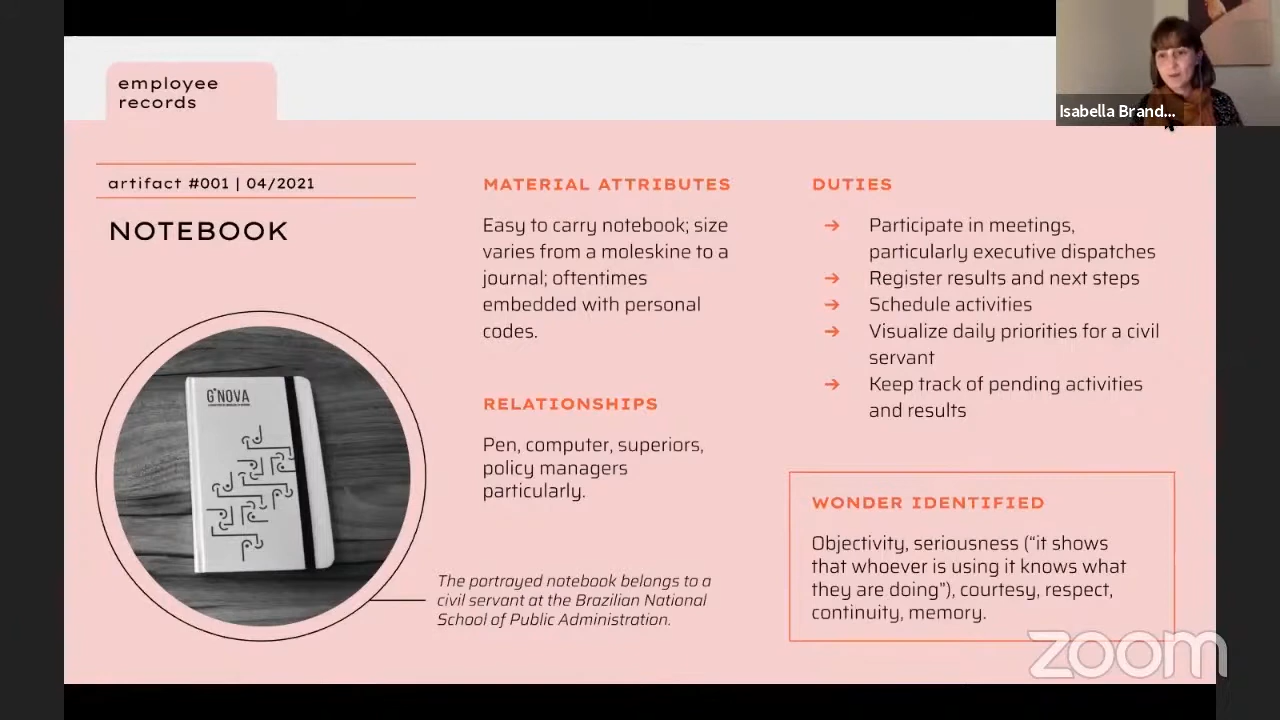 employee
records
artifact #001 | 04/2021
NOTEBOOK
G'NOVA
The portrayed notebook belongs to a
civil servant at the Brazilian National
School of Public Administration.
MATERIAL ATTRIBUTES
Easy to carry notebook; size
varies from a moleskine to a
journal; oftentimes
embedded with personal
codes.
RELATIONSHIPS
Pen, computer, superiors,
policy managers
particularly.
DUTIES
➔ Participate in meetings,
particularly executive dispatches
➔ Register results and next steps
➔ Schedule activities
➔ Visualize daily priorities for a civil
servant
➔ Keep track of pending activities
and results
WONDER IDENTIFIED
Objectivity, seriousness (“it shows
that whoever is using it knows what
they are doing”), courtesy, respect,
continuity, memory.
Isabella Brand...
zoom